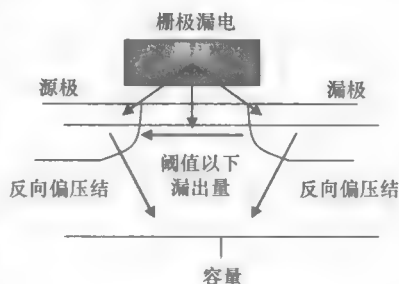 栅极漏电
源极
漏极
阈值以下
漏出量
反向偏压结
反向偏压结
容量